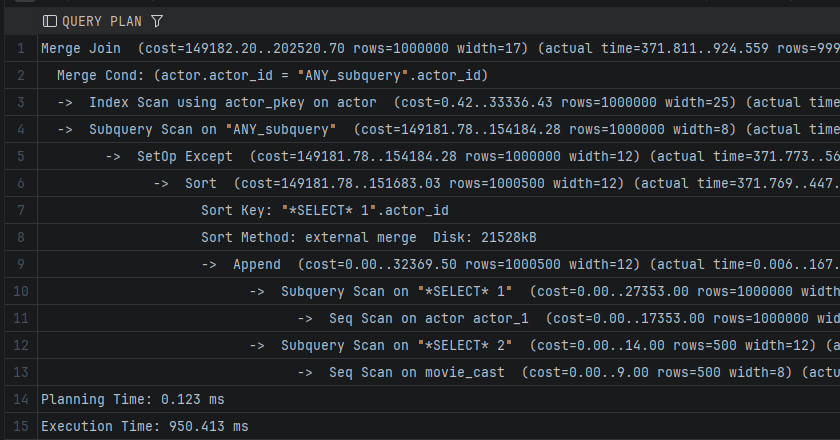 QUERY PLAN
1 Merge Join (cost=149182.20..202520.70 rows=1000000 width=17) (actual time=371.811..924.559 rows=999
2 Merge Cond: (actor.actor_id = "ANY_subquery".actor_id)
3 -> Index Scan using actor_pkey on actor (cost=0.42..33336.43 rows=1000000 width=25) (actual time
4 -> Subquery Scan on "ANY_subquery" (cost=149181.78..154184.28 rows=1000000 width=8) (actual time
5 -> SetOp Except (cost=149181.78..154184.28 rows=1000000 width=12) (actual time=371.773..56
6 -> Sort (cost=149181.78..151683.03 rows=1000500 width=12) (actual time=371.769..447.
7 Sort Key: "*SELECT* 1".actor_id
8 Sort Method: external merge Disk: 21528kB
9 -> Append (cost=0.00..32369.50 rows=1000500 width=12) (actual time=0.006..167.
10 -> Subquery Scan on "*SELECT* 1" (cost=0.00..27353.00 rows=1000000 width
11 -> Seq Scan on actor actor_1 (cost=0.00..17353.00 rows=1000000 wid
12 -> Subquery Scan on "*SELECT* 2" (cost=0.00..14.00 rows=500 width=12) (a
13 -> Seq Scan on movie_cast (cost=0.00..9.00 rows=500 width=8) (actu
14 Planning Time: 0.123 ms
15 Execution Time: 950.413 ms